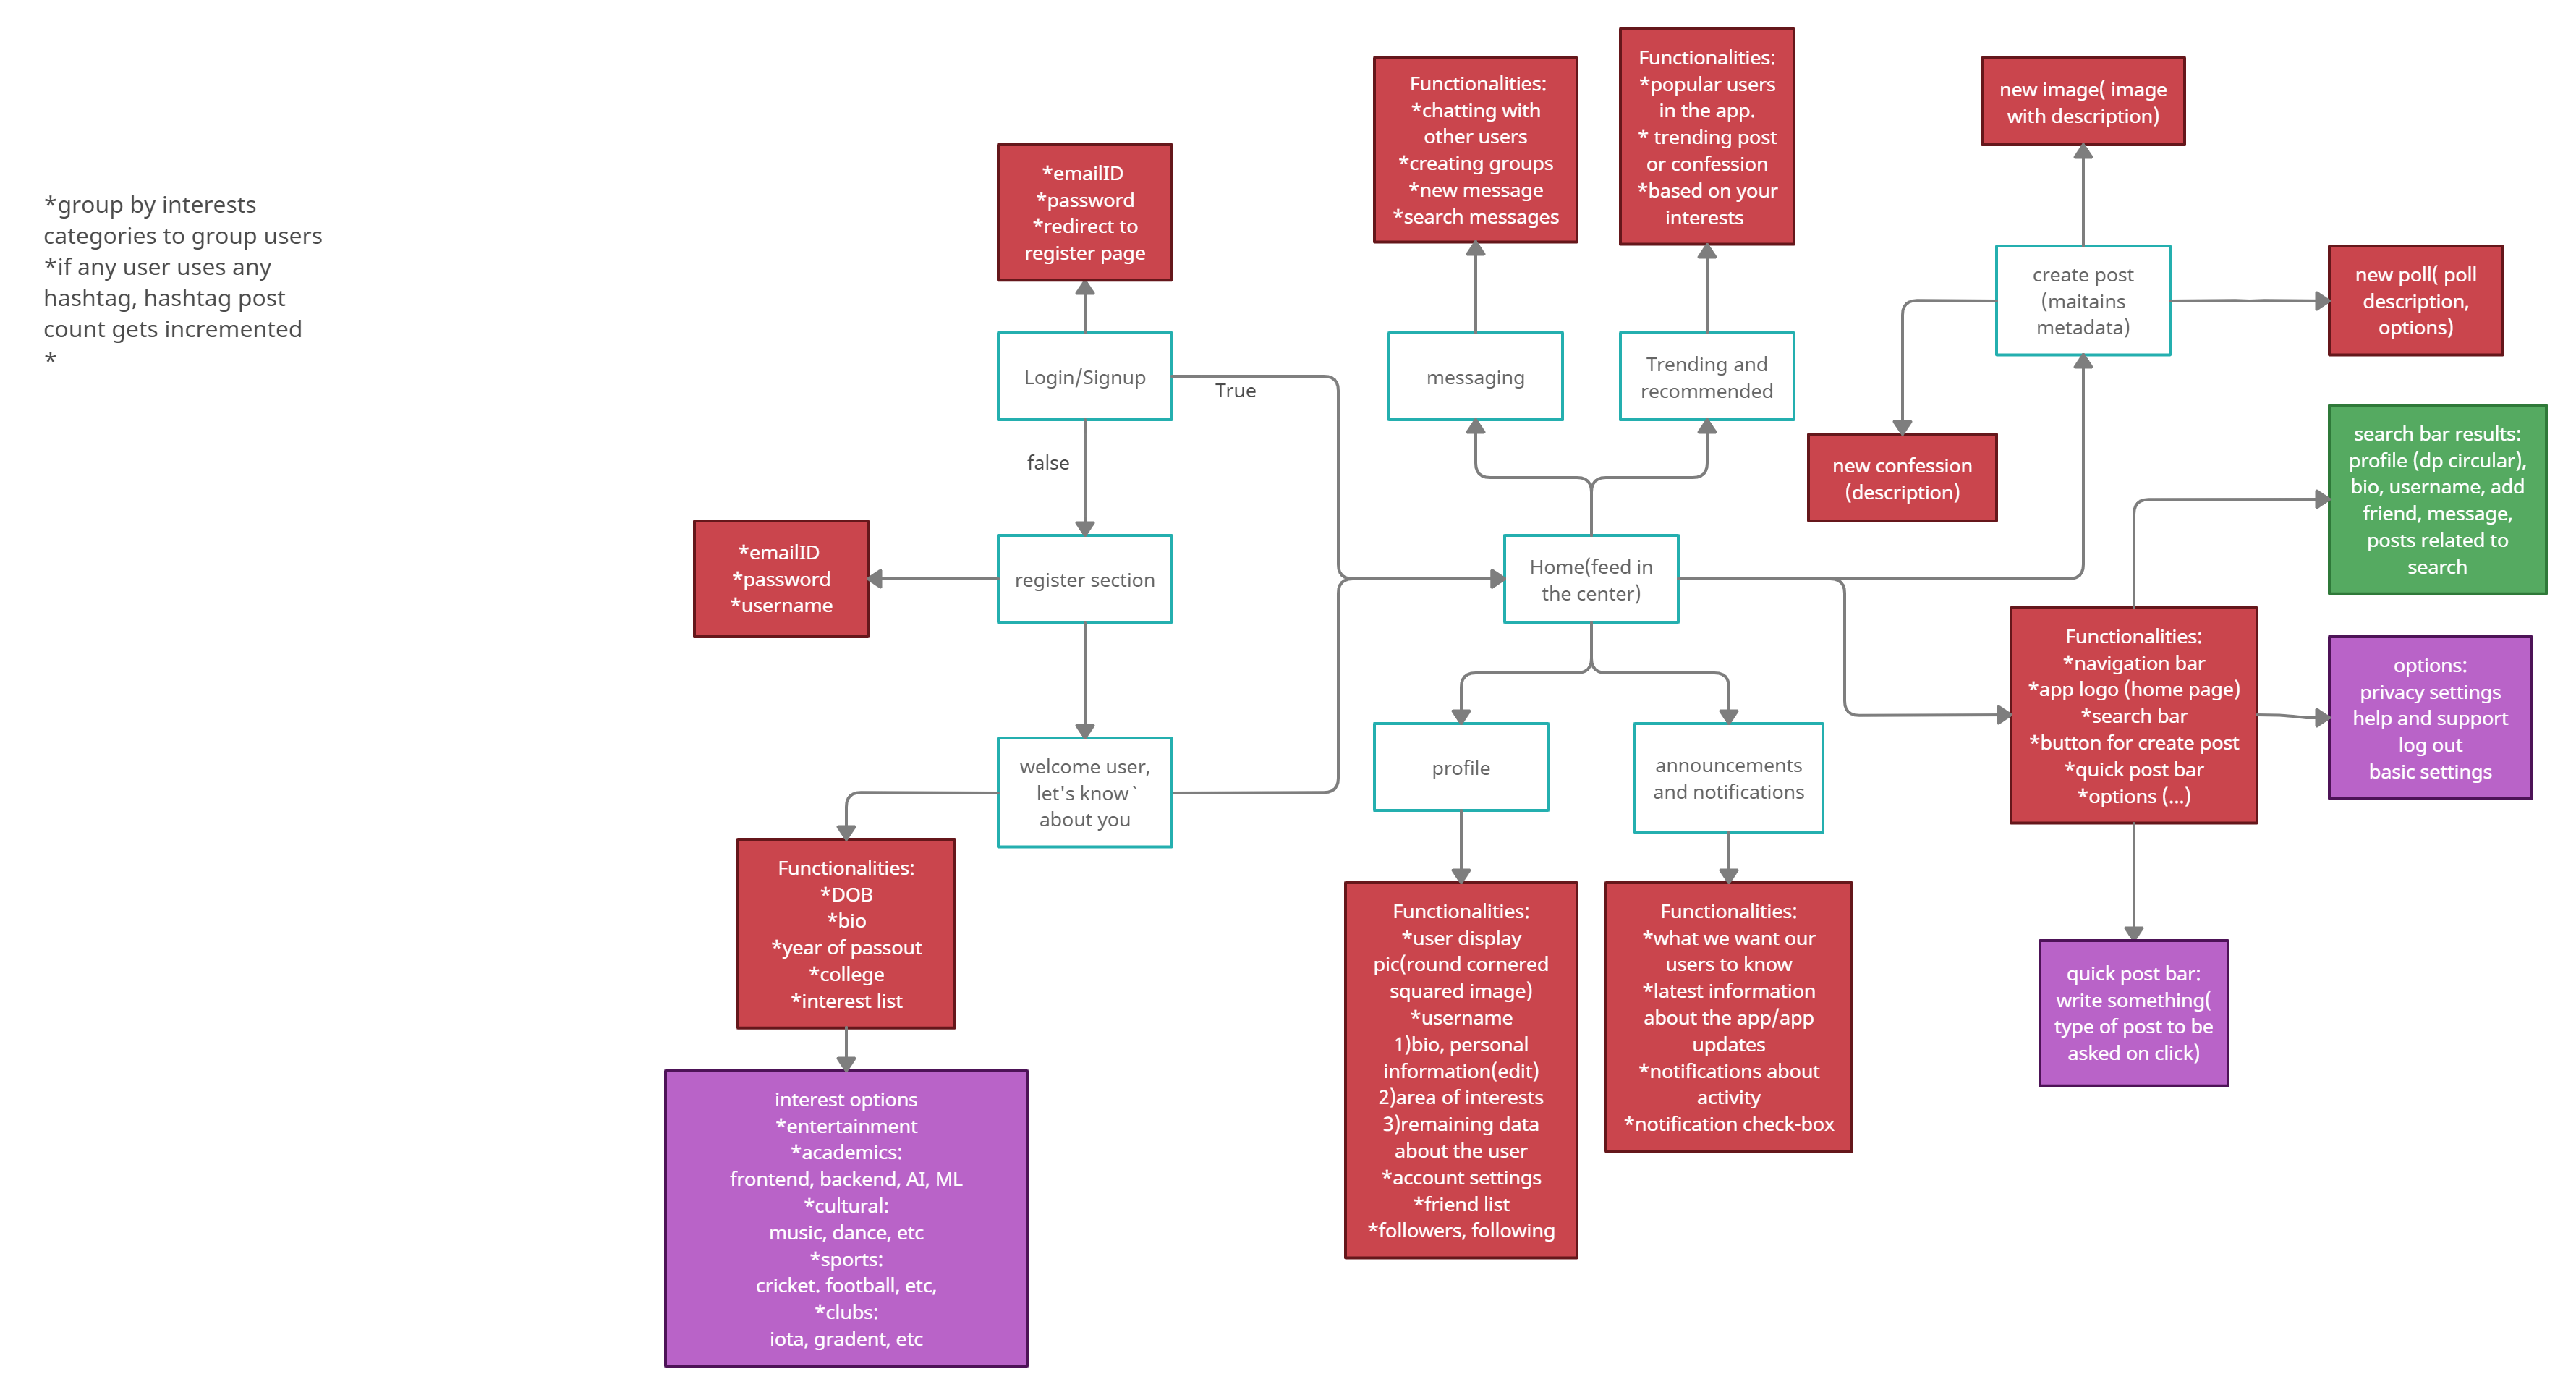 *group by interests
categories to group users
*if any user uses any
hashtag, hashtag post
count gets incremented
*
*emailID
*password
*redirect to
register page
Login/Signup
True
false
*emailID
*password
*username
register section
welcome user,
let's know`
about you
Functionalities:
*DOB
*bio
*year of passout
*college
*interest list
interest options
*entertainment
*academics:
frontend, backend, AI, ML
*cultural:
music, dance, etc
*sports:
cricket. football, etc,
*clubs:
iota, gradent, etc
Functionalities:
*chatting with
other users
*creating groups
*new message
*search messages
Functionalities:
*popular users
in the app.
* trending post
or confession
*based on your
interests
messaging
Trending and
recommended
Home(feed in
the center)
profile
announcements
and notifications
Functionalities:
*user display
pic(round cornered
squared image)
*username
1)bio, personal
information(edit)
2)area of interests
3)remaining data
about the user
*account settings
*friend list
*followers, following
Functionalities:
*what we want our
users to know
*latest information
about the app/app
updates
*notifications about
activity
*notification check-box
new image( image
with description)
create post
(maitains
metadata)
new poll( poll
description,
options)
new confession
(description)
search bar results:
profile (dp circular),
bio, username, add
friend, message,
posts related to
search
Functionalities:
*navigation bar
*app logo (home page)
*search bar
*button for create post
*quick post bar
*options (...)
options:
privacy settings
help and support
log out
basic settings
quick post bar:
write something(
type of post to be
asked on click)